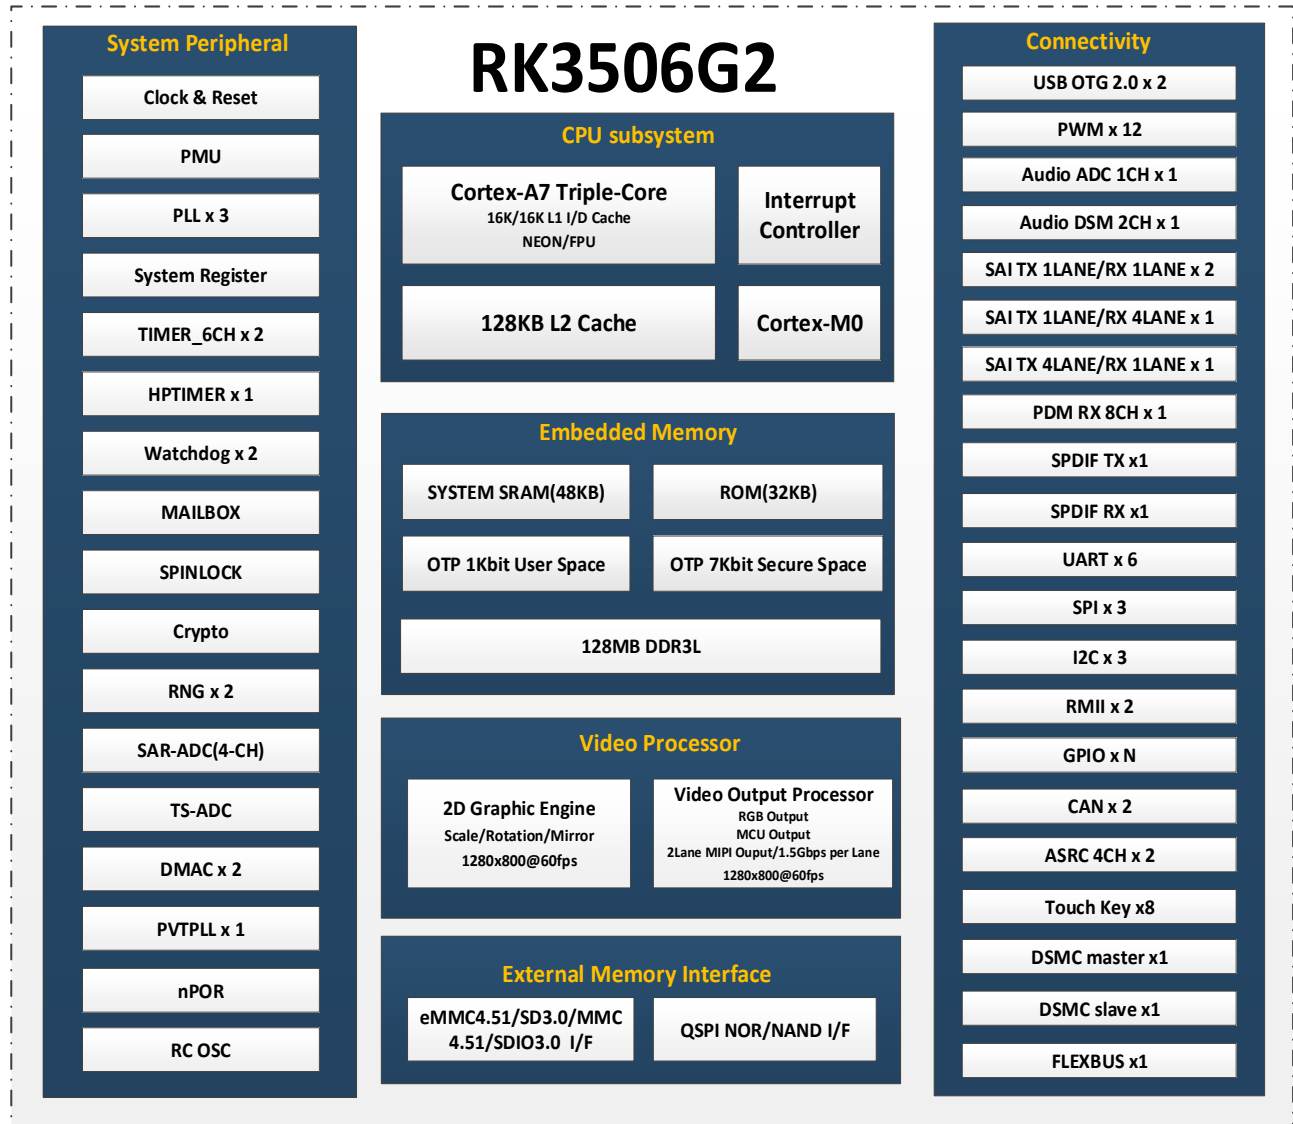 RK3506G2
System Peripheral
Clock & Reset
PMU
PLL x 3
System Register
TIMER_6CH x 2
HPTIMER x 1
Watchdog x 2
MAILBOX
SPINLOCK
Crypto
RNG x 2
SAR-ADC(4-CH)
TS-ADC
DMAC x 2
PVTPLL x 1
nPOR
RC OSC
CPU subsystem
Cortex-A7 Triple-Core
16K/16K L1 I/D Cache
NEON/FPU
Interrupt
Controller
128KB L2 Cache
Cortex-M0
Embedded Memory
SYSTEM SRAM(48KB)
ROM(32KB)
OTP 1Kbit User Space
OTP 7Kbit Secure Space
128MB DDR3L
Video Processor
2D Graphic Engine
Scale/Rotation/Mirror
1280x800@60fps
Video Output Processor
RGB Output
MCU Output
2Lane MIPI Ouput/1.5Gbps per Lane
1280x800@60fps
External Memory Interface
eMMC4.51/SD3.0/MMC
4.51/SDIO3.0 I/F
QSPI NOR/NAND I/F
Connectivity
USB OTG 2.0 x 2
PWM x 12
Audio ADC 1CH x 1
Audio DSM 2CH x 1
SAI TX 1LANE/RX 1LANE x 2
SAI TX 1LANE/RX 4LANE x 1
SAI TX 4LANE/RX 1LANE x 1
PDM RX 8CH x 1
SPDIF TX x1
SPDIF RX x1
UART x 6
SPI x 3
I2C x 3
RMII x 2
GPIO x N
CAN x 2
ASRC 4CH x 2
Touch Key x8
DSMC master x1
DSMC slave x1
FLEXBUS x1